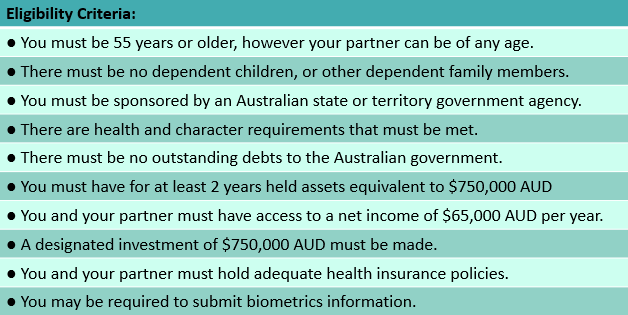 Eligibility Criteria:
● You must be 55 years or older, however your partner can be of any age.
● There must be no dependent children, or other dependent family members.
● You must be sponsored by an Australian state or territory government agency.
● There are health and character requirements that must be met.
● There must be no outstanding debts to the Australian government.
● You must have for at least 2 years held assets equivalent to $750,000 AUD
● You and your partner must have access to a net income of $65,000 AUD per year.
● A designated investment of $750,000 AUD must be made.
● You and your partner must hold adequate health insurance policies.
● You may be required to submit biometrics information.